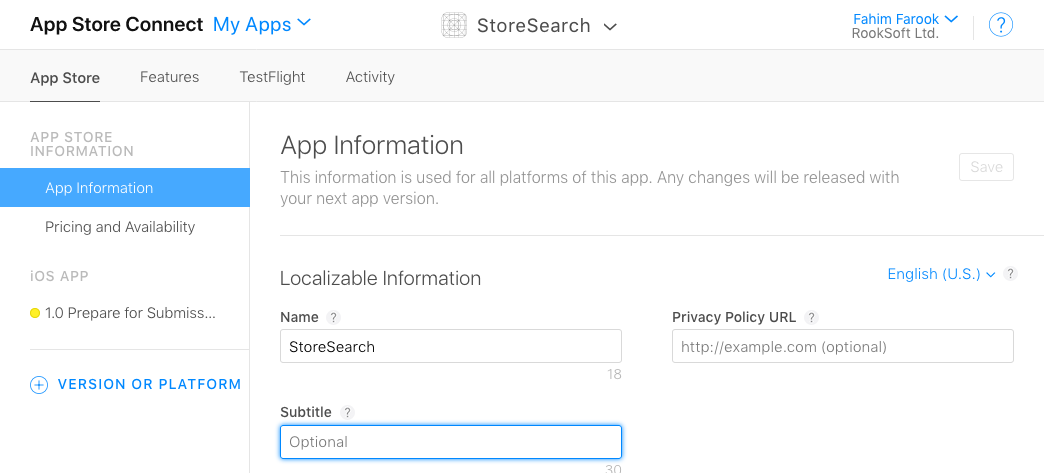 App Store Connect My Apps
StoreSearch
Fahim Farook
RookSoft Ltd.
?
App Store
Features
TestFlight
Activity
APP STORE
INFORMATION
App Information
Pricing and Availability
iOS APP
1.0 Prepare for Submiss...
VERSION OR PLATFORM
App Information
This information is used for all platforms of this app. Any changes will be released with
your next app version.
Save
Localizable Information
English (U.S.) ?
Name ?
StoreSearch
18
Privacy Policy URL ?
http://example.com (optional)
Subtitle ?
Optional
30